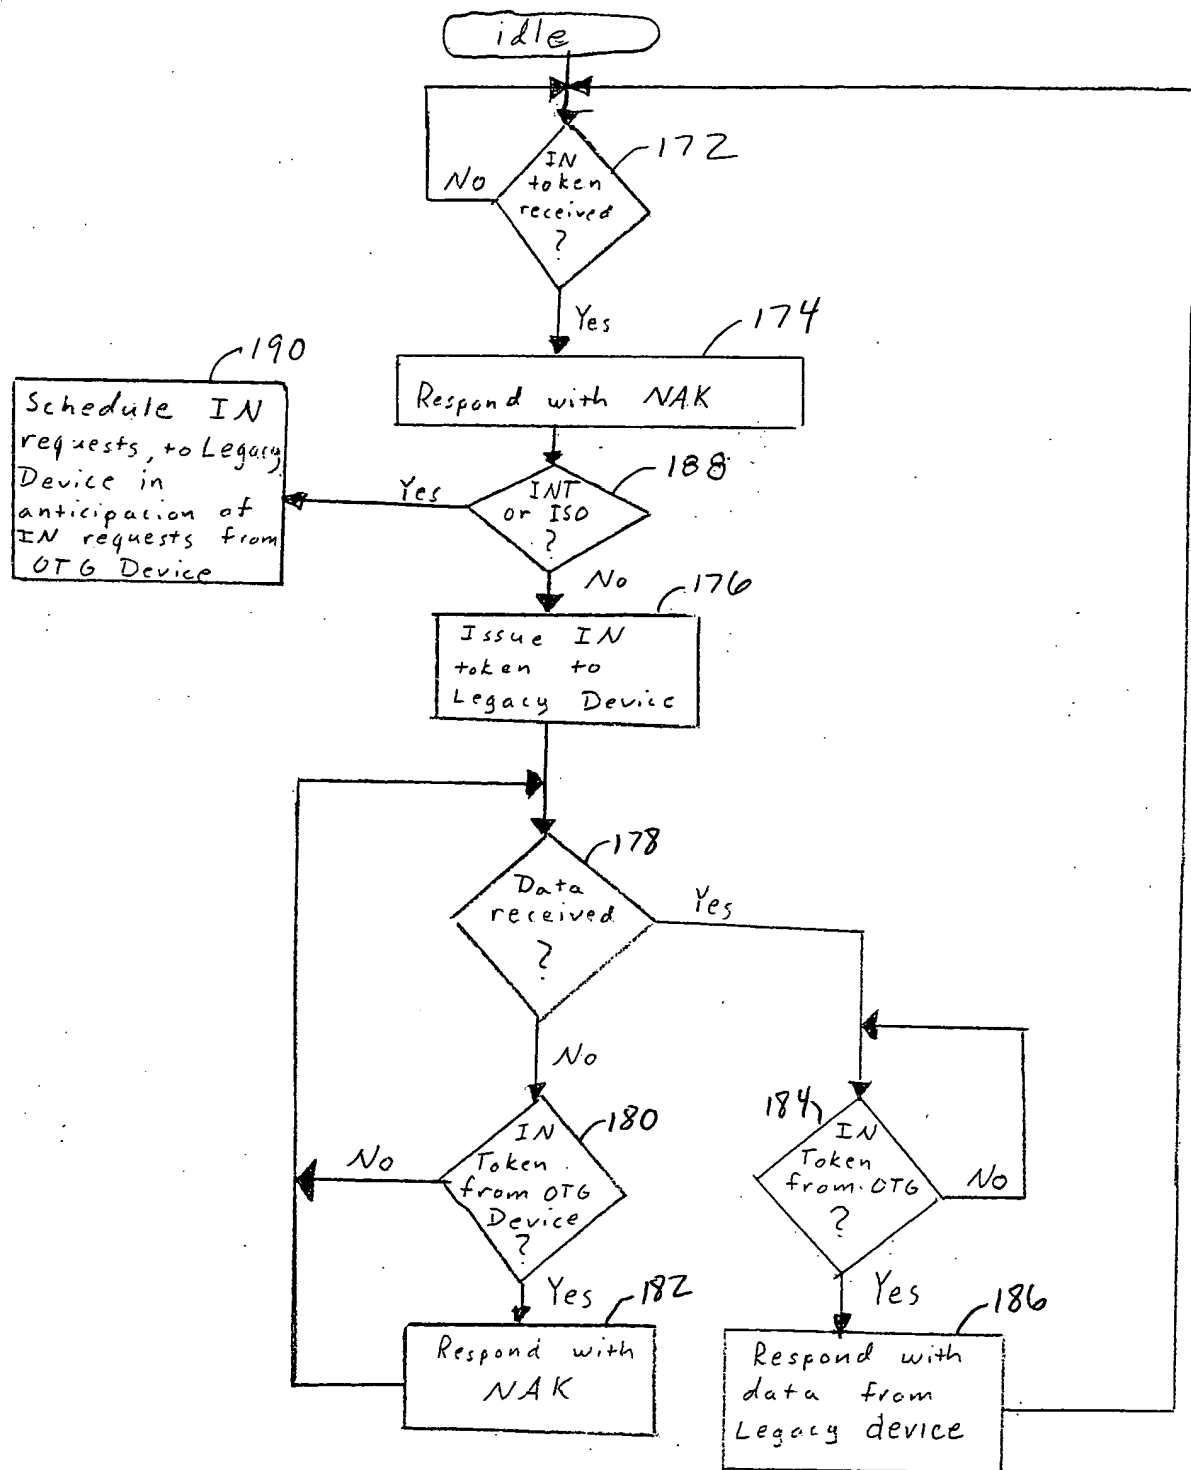 idle
172
IN
token
received
?
No
Yes
174
Respond with NAK
190
Schedule IN
requests, to Legacy
Device in
anticipacion of
IN requests from
OTG Device
188
INT
or ISO
?
Yes
No
176
Issue IN
token to
Legacy Device
178
Data
received
?
Yes
No
180
IN
Token
from OTG
Device
?
No
Yes
182
Respond with
NAK
184
IN
Token
from OTG
?
No
Yes
186
Respond with
data from
Legacy device